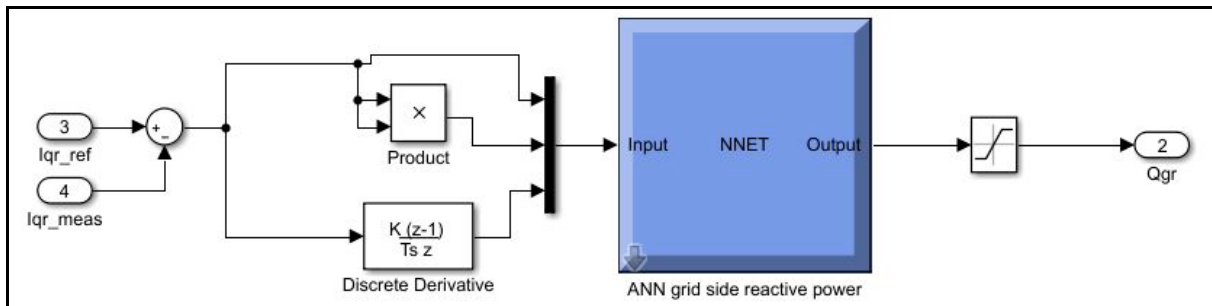 3
Iqr_ref
4
Iqr_meas
+
−
×
Product
K (z-1)
Ts z
Discrete Derivative
Input
NNET
Output
ANN grid side reactive power
2
Qgr